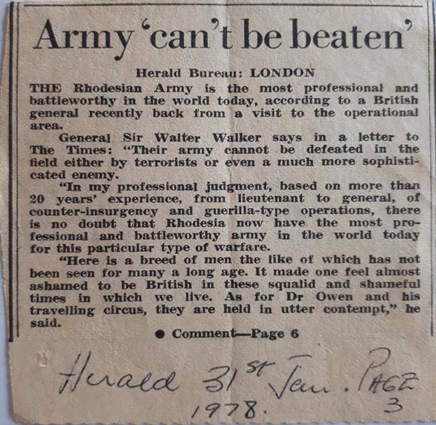 Army 'can't be beaten'
Herald Bureau: LONDON
THE Rhodesian Army is the most professional and
battleworthy in the world today, according to a British
general recently back from a visit to the operational
area.
General Sir Walter Walker says in a letter to
The Times: "Their army cannot be defeated in the
field either by terrorists or even a much more sophisti-
cated enemy.
"In my professional judgment, based on more than
20 years' experience, from lieutenant to general, of
counter-insurgency and guerilla-type operations, there
is no doubt that Rhodesia now have the most pro-
fessional and battleworthy army in the world today
for this particular type of warfare.
"Here is a breed of men the like of which has not
been seen for many a long age. It made one feel almost
ashamed to be British in these squalid and shameful
times in which we live. As for Dr Owen and his
travelling circus, they are held in utter contempt," he
said.
● Comment—Page 6
Herald 31st Jan. PAGE
1978. 3